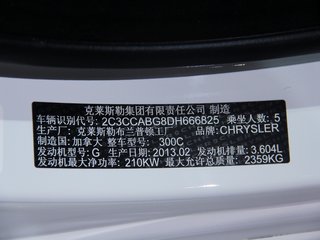 克莱斯勒集团有限责任公司 制造
车辆识别代号: 2C3CCABG8DH666825 乘坐人数: 5
工厂: 克莱斯勒布兰普顿工厂 品牌: CHRYSLER
制造国: 加拿大 整车型号: 300C
发动机型号: G 生产日期: 2013.02 发动机排量: 3.604L
发动机最大净功率: 210KW 最大允许总质量: 2359KG